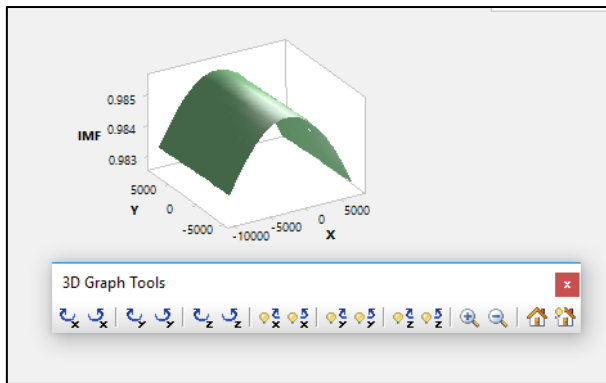 0.985
IMF 0.984
0.983
5000
Y 0
-5000
-10000 -5000 0 5000
X
3D Graph Tools x
x x y y z z x x y y z z